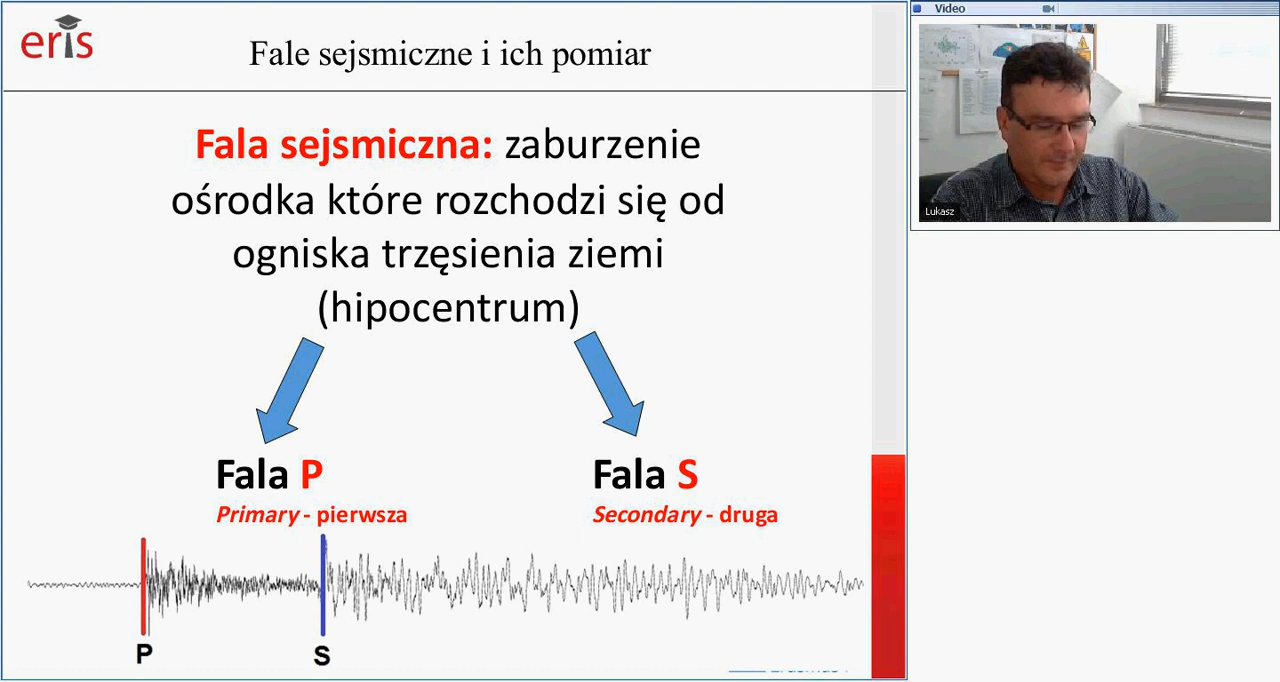 eris
Fale sejsmiczne i ich pomiar
Fala sejsmiczna: zaburzenie
ośrodka które rozchodzi się od
ogniska trzęsienia ziemi
(hipocentrum)
Fala P
Primary - pierwsza
Fala S
Secondary - druga
P
S
Video
Lukasz